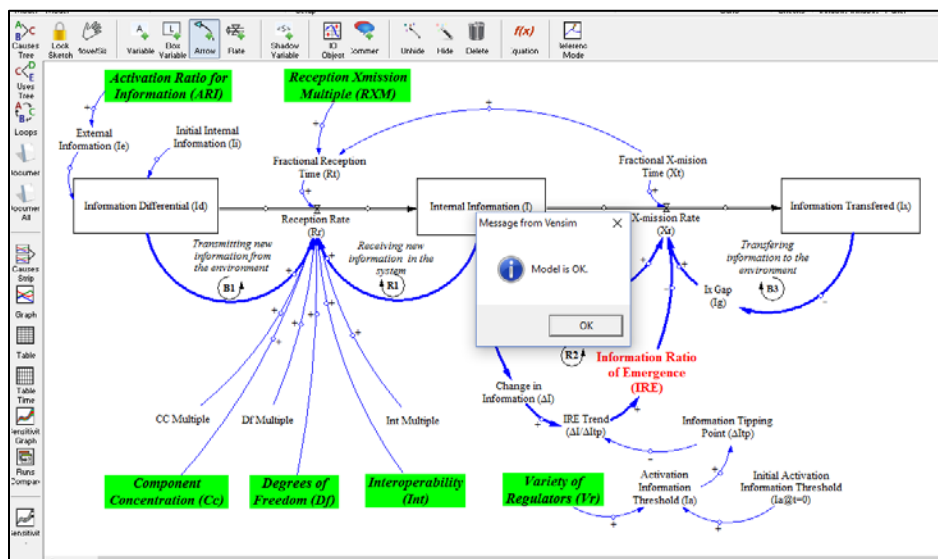 Causes
Tree
Lock
Sketch
Variable
Box
Variable
Arrow
Rate
Shadow
Variable
IO
Object
Unhide
Hide
Delete
f(x)
Mode
Uses
Tree
Loops
All
Causes
Strip
Graph
Table
Table
Time
Graph
Runs
Activation Ratio for
Information (ARI)
Reception Xmission
Multiple (RXM)
External
Information (Ie)
Initial Internal
Information (Ii)
Fractional Reception
Time (Rt)
Fractional X-mision
Time (Xt)
Information Differential (Id)
Reception Rate
(Rr)
Internal Information (I)
X-mission Rate
(Xr)
Information Transfered (Ix)
Message from Vensim
Model is OK.
OK
Transmitting new
information from
the environment
B1
Receiving new
information in the
system
R1
Transfering
information to the
environment
B3
Ix Gap
(Ig)
R2
Information Ratio
of Emergence
(IRE)
Change in
Information (ΔI)
CC Multiple
Df Multiple
Int Multiple
IRE Trend
(ΔI/ΔItp)
Information Tipping
Point (ΔItp)
Component
Concentration (Cc)
Degrees of
Freedom (Df)
Interoperability
(Int)
Variety of
Regulators (Vr)
Activation
Information
Threshold (Ia)
Initial Activation
Information Threshold
(Ia@t=0)